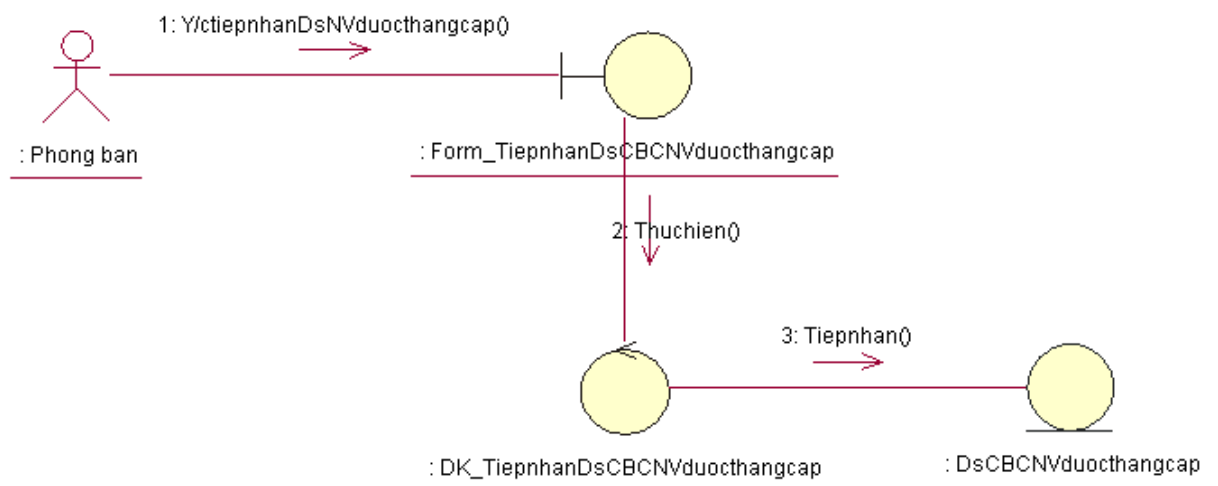 1: Y/ctiepnhanDsNVduocthangcap()
: Phong ban
: Form_TiepnhanDsCBCNVduocthangcap
2: Thuchien()
3: Tiepnhan()
: DK_TiepnhanDsCBCNVduocthangcap
: DsCBCNVduocthangcap